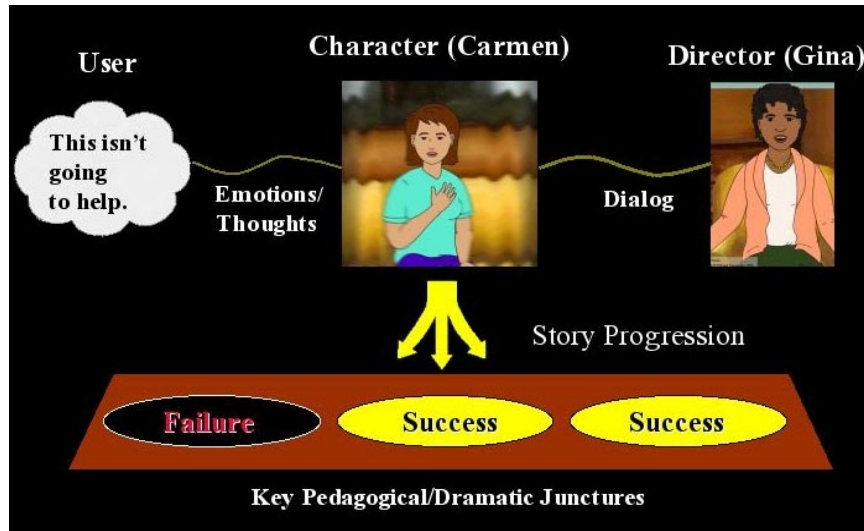 User
Character (Carmen)
Director (Gina)
This isn't
going
to help.
Emotions/
Thoughts
Dialog
Story Progression
Failure
Success
Success
Key Pedagogical/Dramatic Junctures